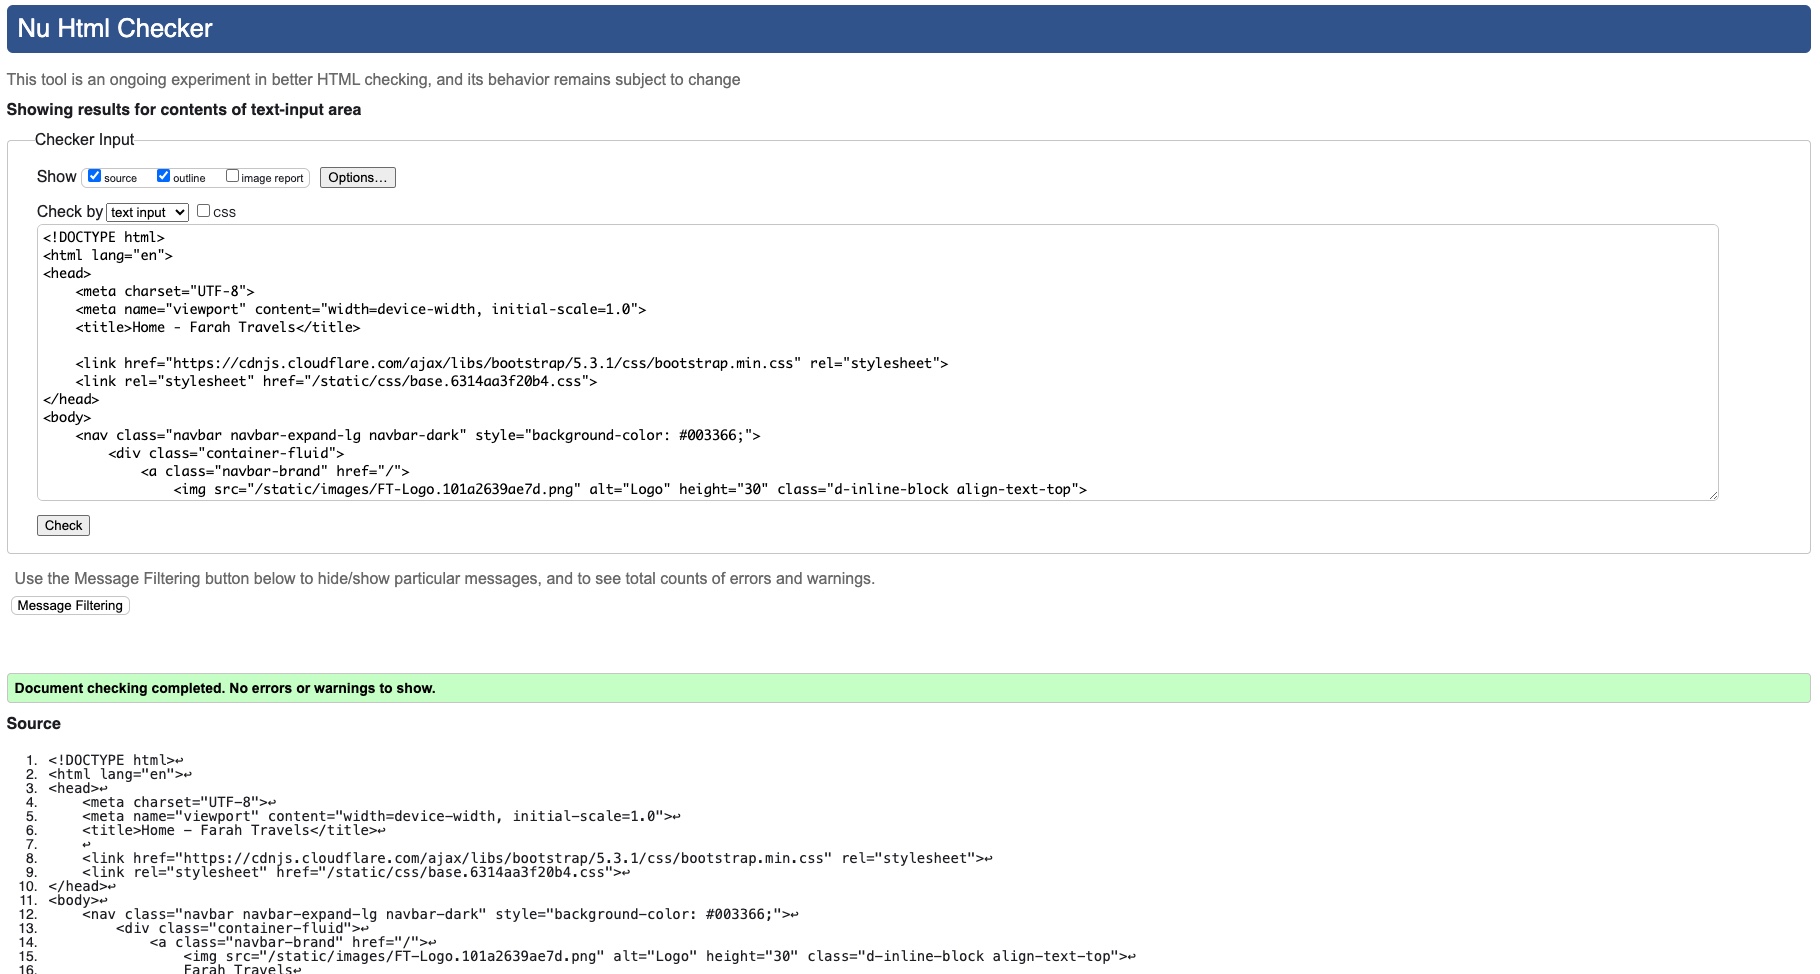 Nu Html Checker
This tool is an ongoing experiment in better HTML checking, and its behavior remains subject to change
Showing results for contents of text-input area
Checker Input
Show source outline image report Options...
Check by text input CSS
<!DOCTYPE html>
<html lang="en">
<head>
    <meta charset="UTF-8">
    <meta name="viewport" content="width=device-width, initial-scale=1.0">
    <title>Home - Farah Travels</title>

    <link href="https://cdnjs.cloudflare.com/ajax/libs/bootstrap/5.3.1/css/bootstrap.min.css" rel="stylesheet">
    <link rel="stylesheet" href="/static/css/base.6314aa3f20b4.css">
</head>
<body>
    <nav class="navbar navbar-expand-lg navbar-dark" style="background-color: #003366;">
        <div class="container-fluid">
            <a class="navbar-brand" href="/">
                <img src="/static/images/FT-Logo.101a2639ae7d.png" alt="Logo" height="30" class="d-inline-block align-text-top">
Check
Use the Message Filtering button below to hide/show particular messages, and to see total counts of errors and warnings.
Message Filtering
Document checking completed. No errors or warnings to show.
Source
1. <!DOCTYPE html>↩
2. <html lang="en">↩
3. <head>↩
4.     <meta charset="UTF-8">↩
5.     <meta name="viewport" content="width=device-width, initial-scale=1.0">↩
6.     <title>Home - Farah Travels</title>↩
7.     ↩
8.     <link href="https://cdnjs.cloudflare.com/ajax/libs/bootstrap/5.3.1/css/bootstrap.min.css" rel="stylesheet">↩
9.     <link rel="stylesheet" href="/static/css/base.6314aa3f20b4.css">↩
10. </head>↩
11. <body>↩
12.     <nav class="navbar navbar-expand-lg navbar-dark" style="background-color: #003366;">↩
13.         <div class="container-fluid">↩
14.             <a class="navbar-brand" href="/">↩
15.                 <img src="/static/images/FT-Logo.101a2639ae7d.png" alt="Logo" height="30" class="d-inline-block align-text-top">↩
16.                 Farah Travels↩